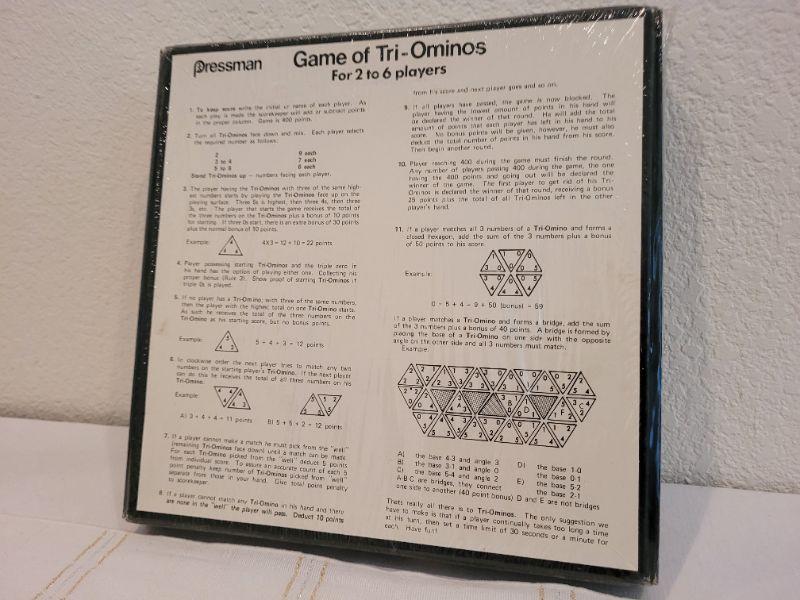 Pressman
Game of Tri-Ominos
For 2 to 6 players
1. To keep score write the initial or name of each player. As
each play is made the scorekeeper will add or subtract points
in the proper column. Game is 400 points.
2. Turn all Tri-Ominos face down and mix. Each player selects
the required number as follows:
2 9 each
3 to 4 7 each
5 to 6 6 each
Stand Tri-Ominos up - numbers facing each player.
3. The player having the Tri-Ominos with three of the same high-
est numbers starts by playing the Tri-Ominos face up on the
playing surface. Three 5s is highest, then three 4s, then three
3s, etc. The player that starts the game receives the total of
the three numbers on the Tri-Ominos plus a bonus of 10 points
for starting. If three 0s start, there is an extra bonus of 30 points
plus the normal bonus of 10 points.
Example: 4X3 = 12 + 10 = 22 points
4. Player possessing starting Tri-Ominos and the triple zero in
his hand has the option of playing either one. Collecting his
proper bonus (Rule 3). Show proof of starting Tri-Ominos if
triple 0s is played.
5. If no player has a Tri-Omino, with three of the same numbers,
then the player with the highest total on one Tri-Omino starts.
As such he receives the total of the three numbers on the
Tri-Omino as his starting score, but no bonus points.
Example: 5 + 4 + 3 = 12 points
6. In clockwise order the next player tries to match any two
numbers on the starting player's Tri-Omino. If the next player
can do this he receives the total of all three numbers on his
Tri-Omino.
Example:
A) 3 + 4 + 4 = 11 points B) 5 + 5 + 2 = 12 points
7. If a player cannot make a match he must pick from the "well"
(remaining Tri-Ominos face down) until a match can be made.
For each Tri-Omino picked from the "well" deduct 5 points
from individual score. To assure an accurate count of each 5
point penalty keep number of Tri-Ominos picked from "well"
separate from those in your hand. Give total point penalty
to scorekeeper.
8. If a player cannot match any Tri-Omino in his hand and there
are none in the "well" the player will pass. Deduct 10 points
from his score and next player goes and so on.
9. If all players have passed, the game is now blocked. The
player having the lowest amount of points in his hand will
be declared the winner of that round. He will add the total
amount of points that each player has left in his hand to his
score. No bonus points will be given, however, he must also
deduct the total number of points in his hand from his score.
Then begin another round.
10. Player reaching 400 during the game must finish the round.
Any number of players passing 400 during the game, the one
having the 400 points and going out will be declared the
winner of the game. The first player to get rid of his Tri-
Ominos is declared the winner of that round, receiving a bonus
25 points plus the total of all Tri-Ominos left in the other
player's hand.
11. If a player matches all 3 numbers of a Tri-Omino and forms a
closed hexagon, add the sum of the 3 numbers plus a bonus
of 50 points to his score.
Example:
0 + 5 + 4 = 9 + 50 (bonus) = 59
If a player matches a Tri-Omino and forms a bridge, add the sum
of the 3 numbers plus a bonus of 40 points. A bridge is formed by
placing the base of a Tri-Omino on one side with the opposite
angle on the other side and all 3 numbers must match.
Example:
A) the base 4-3 and angle 3 D) the base 1-0
B) the base 3-1 and angle 0 the base 0-1
C) the base 5-4 and angle 2 E) the base 5-2
A-B-C are bridges, they connect the base 2-1
one side to another (40 point bonus) D and E are not bridges
Thats really all there is to Tri-Ominos. The only suggestion we
have to make is that if a player continually takes too long a time
at his turn, then set a time limit of 30 seconds or a minute for
each. Have fun!